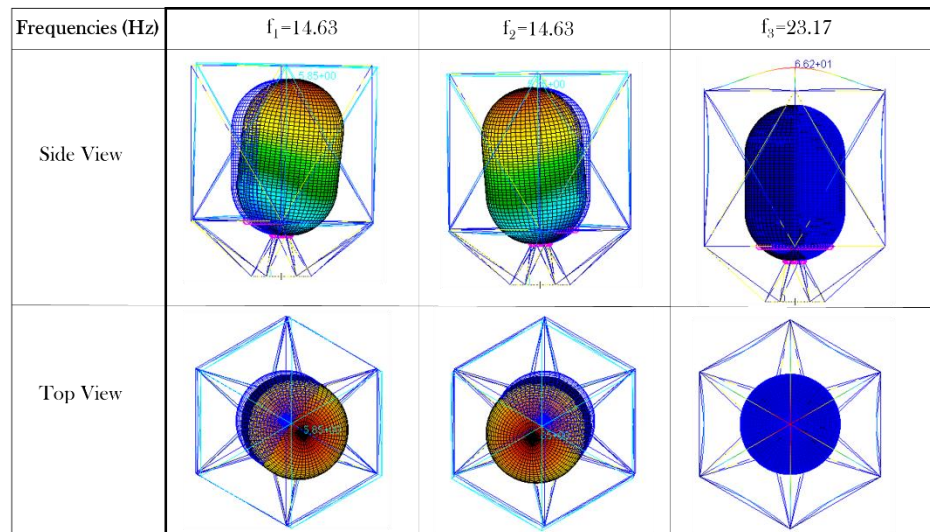 Frequencies (Hz) f₁=14.63 f₂=14.63 f₃=23.17
5.85+00
6.62+01
Side View
Top View
5.85+00